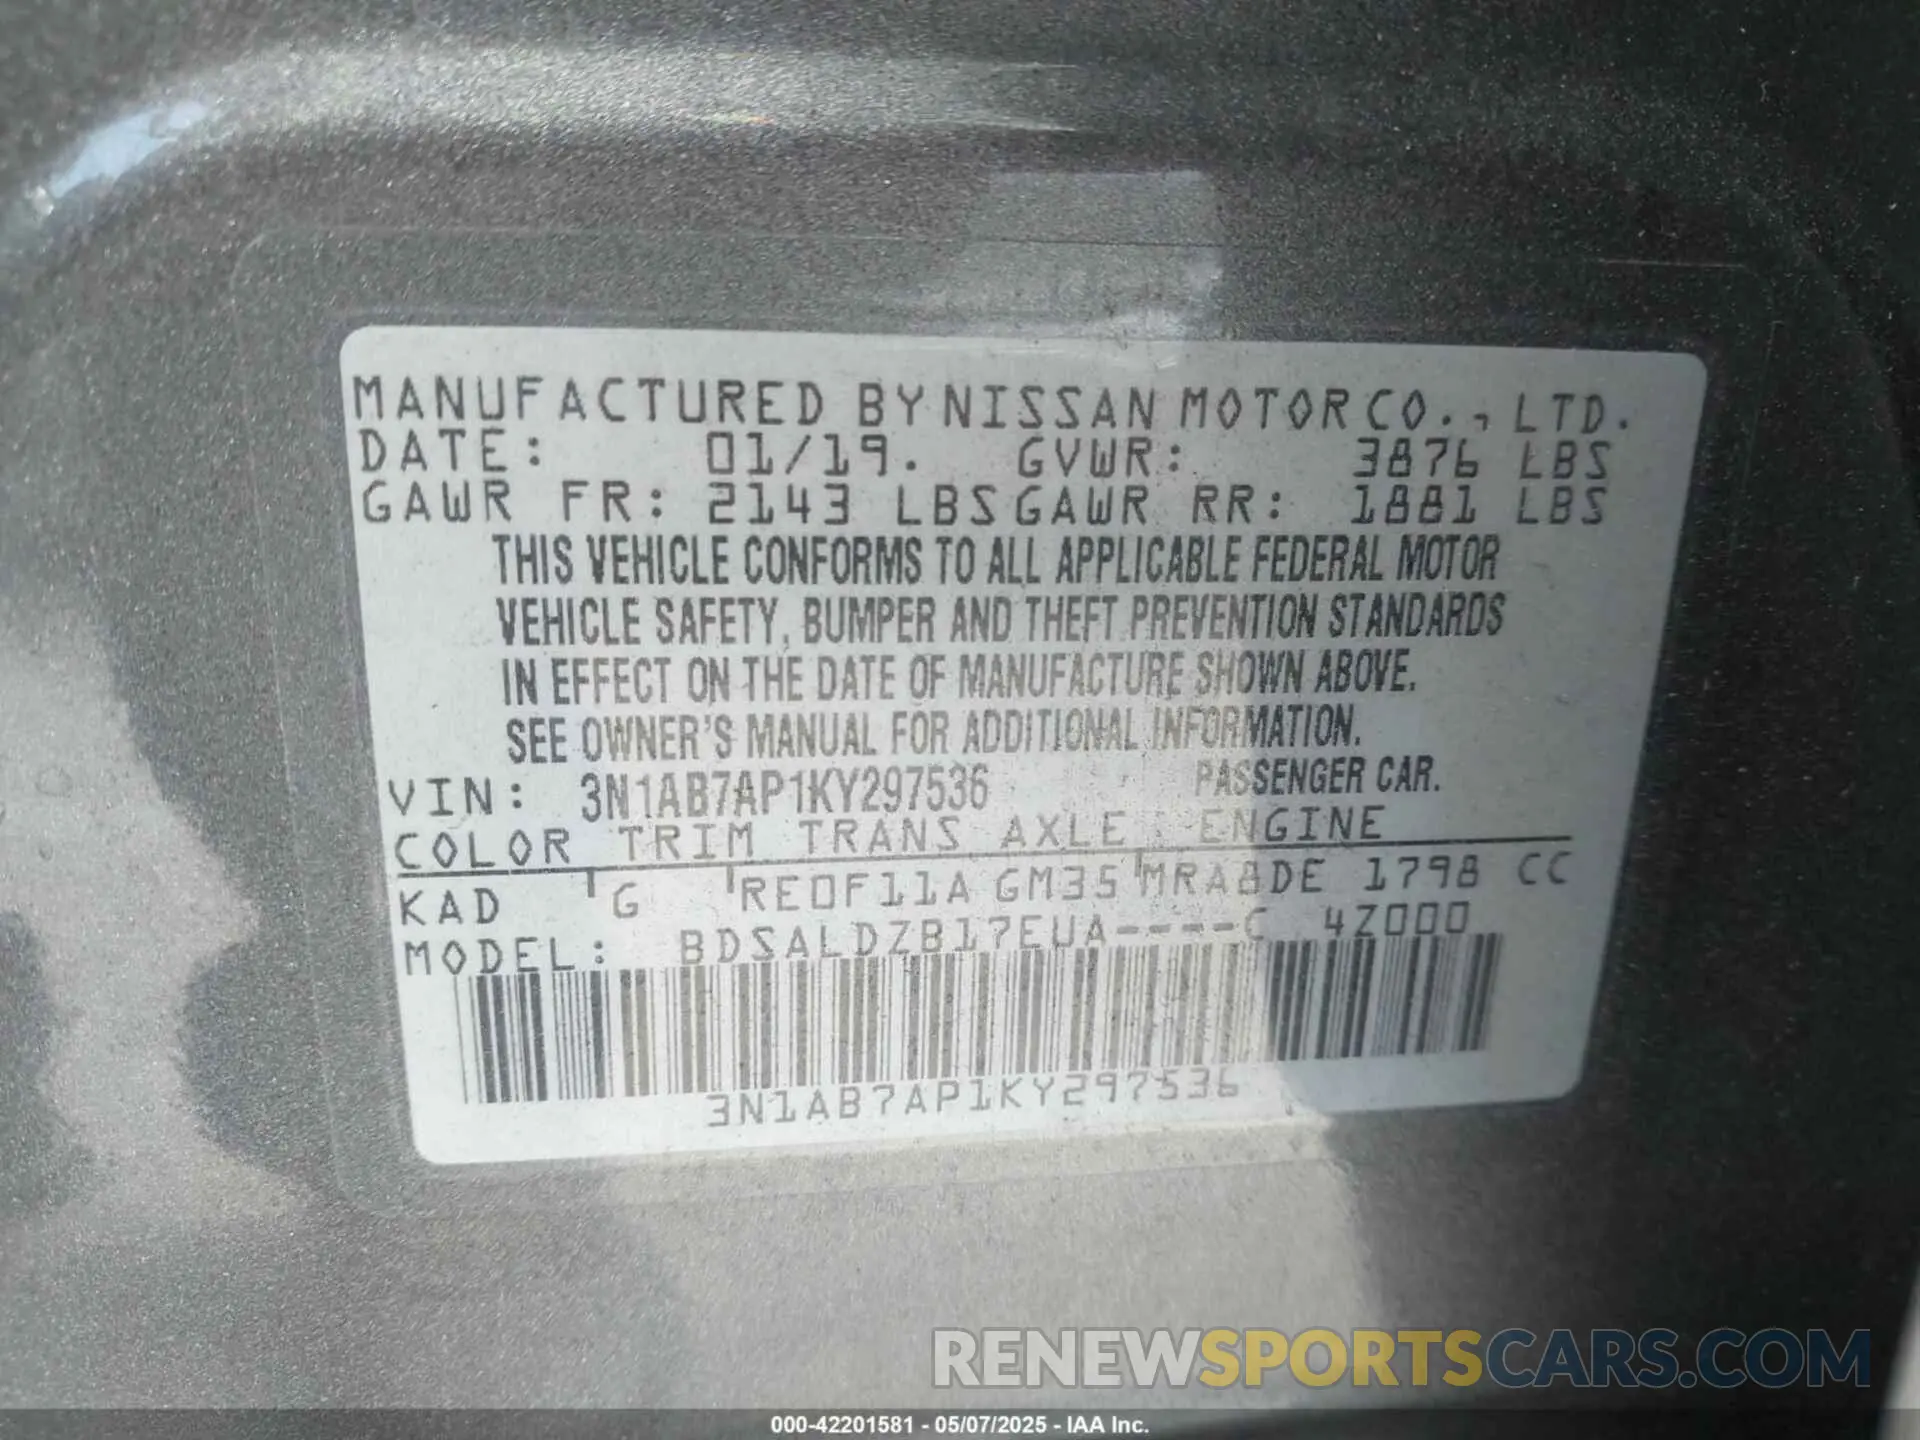 MANUFACTURED BY NISSAN MOTOR CO., LTD.
DATE: 01/19. GVWR: 3876 LBS
GAWR FR: 2143 LBS GAWR RR: 1881 LBS
THIS VEHICLE CONFORMS TO ALL APPLICABLE FEDERAL MOTOR
VEHICLE SAFETY, BUMPER AND THEFT PREVENTION STANDARDS
IN EFFECT ON THE DATE OF MANUFACTURE SHOWN ABOVE.
SEE OWNER'S MANUAL FOR ADDITIONAL INFORMATION.
VIN: 3N1AB7AP1KY297536 PASSENGER CAR.
COLOR TRIM TRANS AXLE ENGINE
KAD G RE0F11A GM35 MRA8DE 1798 CC
MODEL: BDSALDZB17EUA----C 4Z000
3N1AB7AP1KY297536
RENEWSPORTSCARS.COM
000-42201581 - 05/07/2025 - IAA Inc.